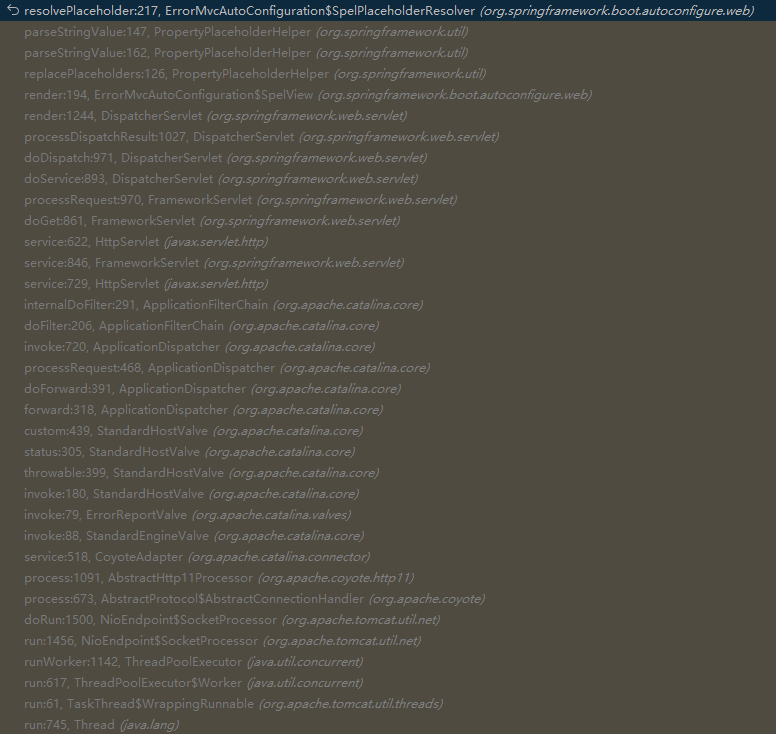 resolvePlaceholder:217, ErrorMvcAutoConfiguration$SpelPlaceholderResolver (org.springframework.boot.autoconfigure.web)
parseStringValue:147, PropertyPlaceholderHelper (org.springframework.util)
parseStringValue:162, PropertyPlaceholderHelper (org.springframework.util)
replacePlaceholders:126, PropertyPlaceholderHelper (org.springframework.util)
render:194, ErrorMvcAutoConfiguration$SpelView (org.springframework.boot.autoconfigure.web)
render:1244, DispatcherServlet (org.springframework.web.servlet)
processDispatchResult:1027, DispatcherServlet (org.springframework.web.servlet)
doDispatch:971, DispatcherServlet (org.springframework.web.servlet)
doService:893, DispatcherServlet (org.springframework.web.servlet)
processRequest:970, FrameworkServlet (org.springframework.web.servlet)
doGet:861, FrameworkServlet (org.springframework.web.servlet)
service:622, HttpServlet (javax.servlet.http)
service:846, FrameworkServlet (org.springframework.web.servlet)
service:729, HttpServlet (javax.servlet.http)
internalDoFilter:291, ApplicationFilterChain (org.apache.catalina.core)
doFilter:206, ApplicationFilterChain (org.apache.catalina.core)
invoke:720, ApplicationDispatcher (org.apache.catalina.core)
processRequest:468, ApplicationDispatcher (org.apache.catalina.core)
doForward:391, ApplicationDispatcher (org.apache.catalina.core)
forward:318, ApplicationDispatcher (org.apache.catalina.core)
custom:439, StandardHostValve (org.apache.catalina.core)
status:305, StandardHostValve (org.apache.catalina.core)
throwable:399, StandardHostValve (org.apache.catalina.core)
invoke:180, StandardHostValve (org.apache.catalina.core)
invoke:79, ErrorReportValve (org.apache.catalina.valves)
invoke:88, StandardEngineValve (org.apache.catalina.core)
service:518, CoyoteAdapter (org.apache.catalina.connector)
process:1091, AbstractHttp11Processor (org.apache.coyote.http11)
process:673, AbstractProtocol$AbstractConnectionHandler (org.apache.coyote)
doRun:1500, NioEndpoint$SocketProcessor (org.apache.tomcat.util.net)
run:1456, NioEndpoint$SocketProcessor (org.apache.tomcat.util.net)
runWorker:1142, ThreadPoolExecutor (java.util.concurrent)
run:617, ThreadPoolExecutor$Worker (java.util.concurrent)
run:61, TaskThread$WrappingRunnable (org.apache.tomcat.util.threads)
run:745, Thread (java.lang)